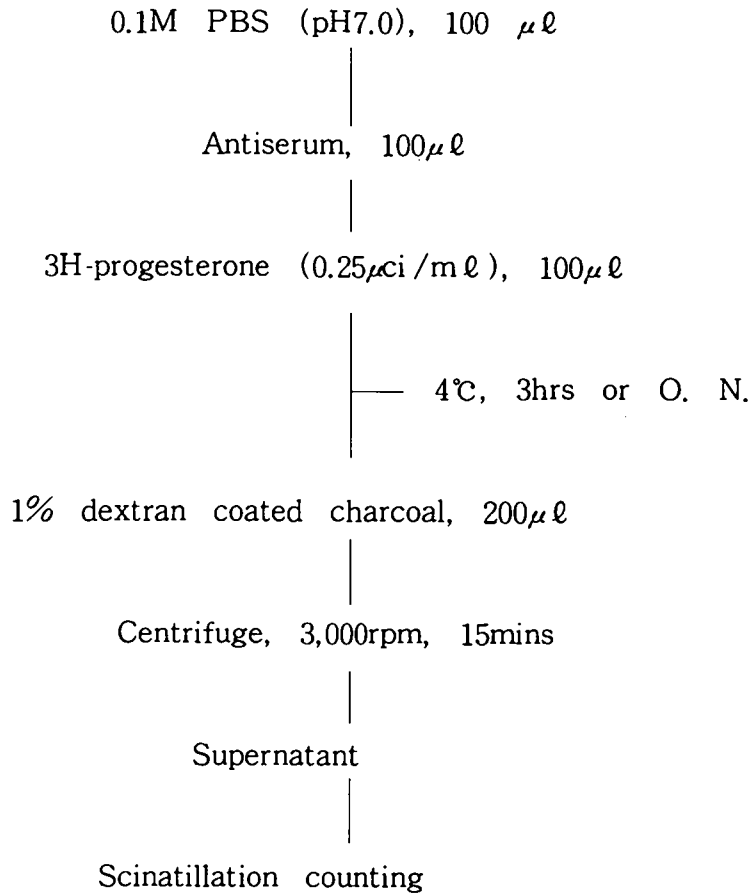 0.1M PBS (pH7.0), 100 μℓ
Antiserum, 100μℓ
3H-progesterone (0.25μci/mℓ), 100μℓ
4℃, 3hrs or O. N.
1% dextran coated charcoal, 200μℓ
Centrifuge, 3,000rpm, 15mins
Supernatant
Scinatillation counting